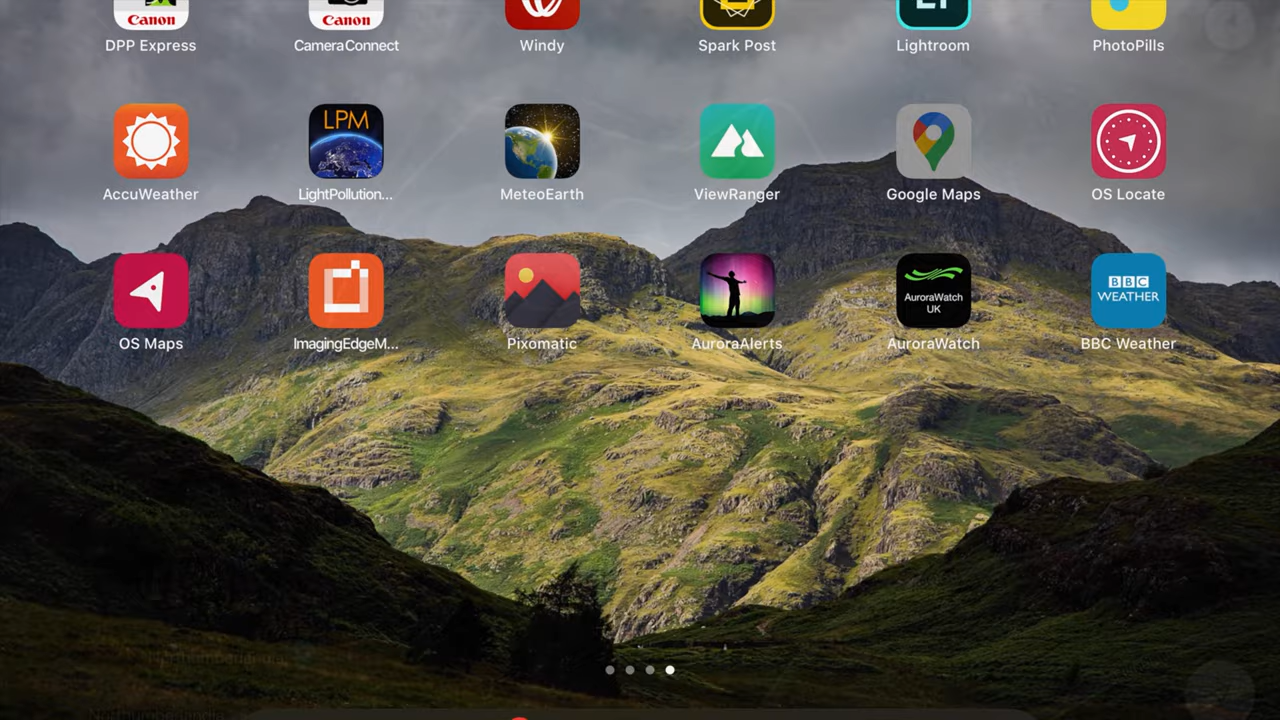 Canon
Canon
DPP Express
CameraConnect
Windy
Spark Post
Lightroom
PhotoPills
LPM
AccuWeather
LightPollution...
MeteoEarth
ViewRanger
Google Maps
OS Locate
AuroraWatch
UK
BBC
WEATHER
OS Maps
ImagingEdgeM...
Pixomatic
AuroraAlerts
AuroraWatch
BBC Weather